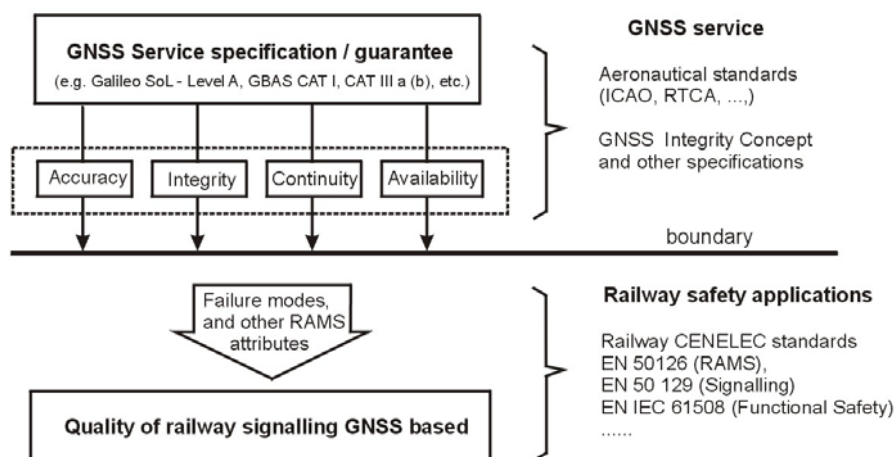 GNSS Service specification / guarantee
(e.g. Galileo SoL - Level A, GBAS CAT I, CAT III a (b), etc.)
Accuracy
Integrity
Continuity
Availability
GNSS service
Aeronautical standards
(ICAO, RTCA, ...,)
GNSS Integrity Concept
and other specifications
boundary
Failure modes,
and other RAMS
attributes
Quality of railway signalling GNSS based
Railway safety applications
Railway CENELEC standards
EN 50126 (RAMS),
EN 50 129 (Signalling)
EN IEC 61508 (Functional Safety)
......